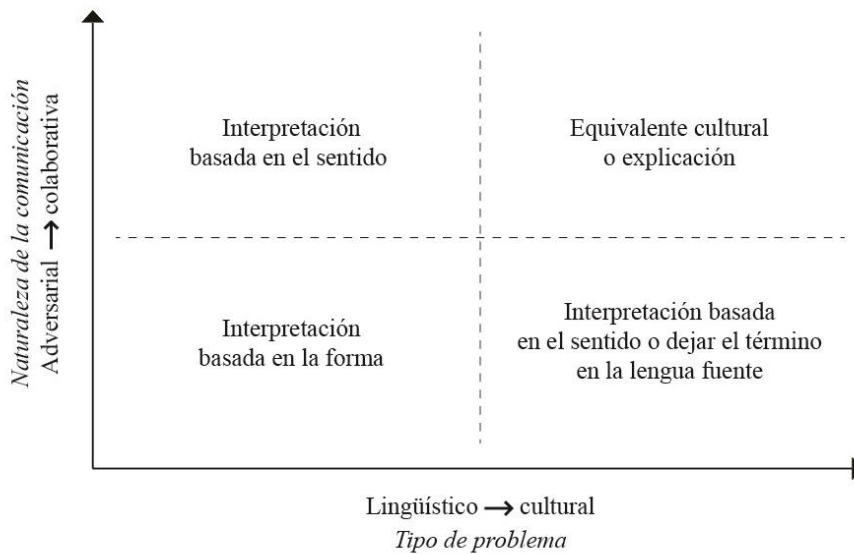 Naturaleza de la comunicación
Adversarial → colaborativa
Interpretación
basada en el sentido
Equivalente cultural
o explicación
Interpretación
basada en la forma
Interpretación basada
en el sentido o dejar el término
en la lengua fuente
Lingüístico → cultural
Tipo de problema